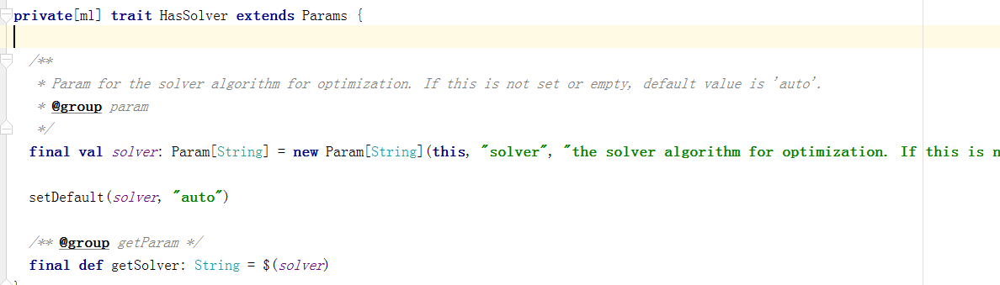 private[ml] trait HasSolver extends Params {
/**
* Param for the solver algorithm for optimization. If this is not set or empty, default value is 'auto'.
* @group param
*/
final val solver: Param[String] = new Param[String](this, "solver", "the solver algorithm for optimization. If this is n
setDefault(solver, "auto")
/** @group getParam */
final def getSolver: String = $(solver)